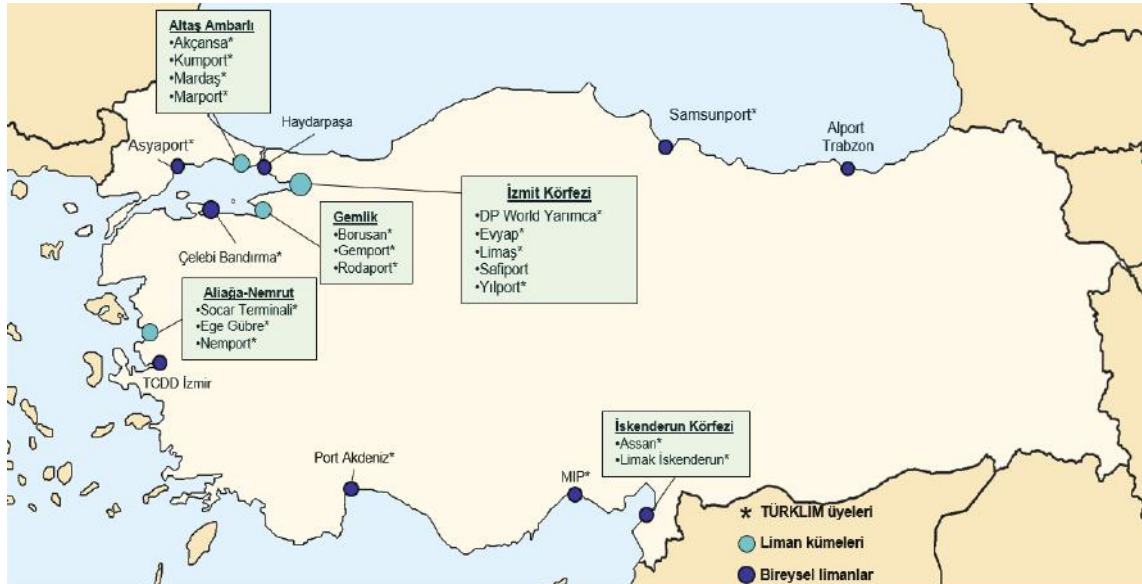 Altaş Ambarlı
•Akçansa*
•Kumport*
•Mardaş*
•Marport*
Haydarpaşa
Asyaport*
Samsunport*
Alport
Trabzon
İzmit Körfezi
•DP World Yarımca*
•Evyap*
•Limaş*
•Safiport
•Yılport*
Gemlik
•Borusan*
•Gemport*
•Rodaport*
Çelebi Bandırma*
Aliağa-Nemrut
•Socar Terminali*
•Ege Gübre*
•Nemport*
TCDD İzmir
İskenderun Körfezi
•Assan*
•Limak İskenderun*
Port Akdeniz*
MIP*
* TÜRKLIM üyeleri
Liman kümeleri
Bireysel limanlar